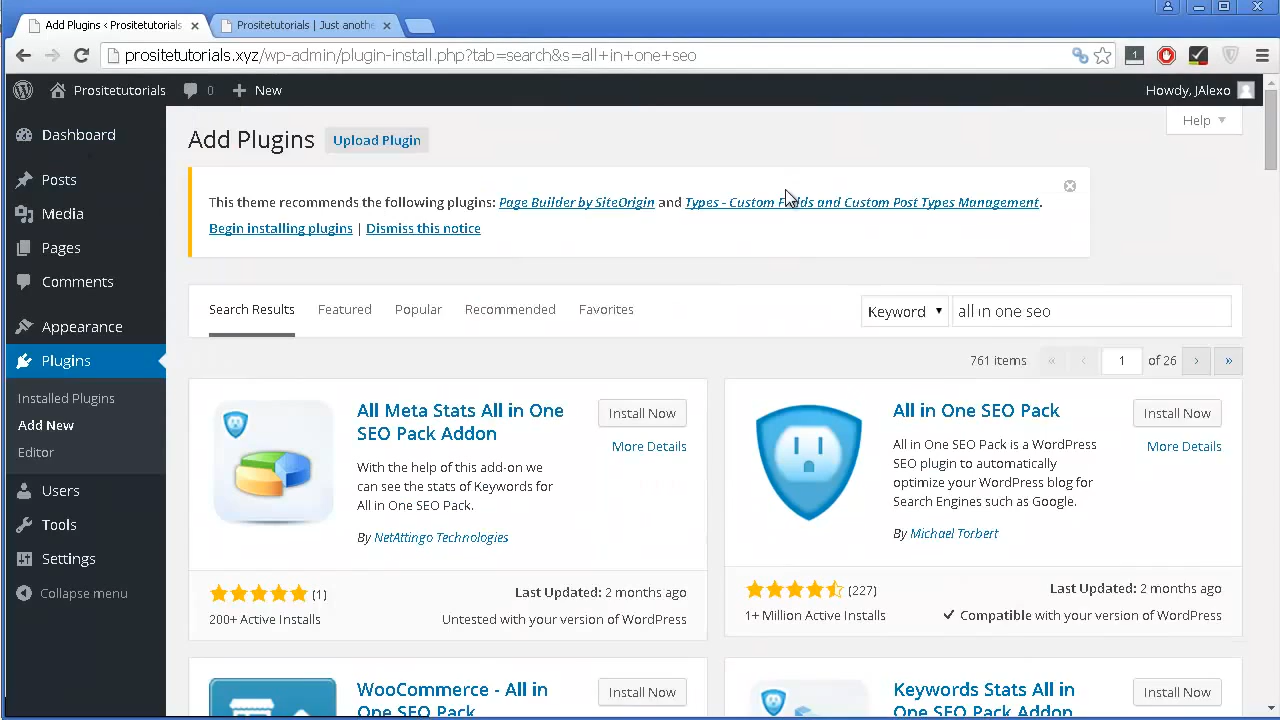 Add Plugins ‹ Prositetutorials
Prositetutorials | Just anothe
prositetutorials.xyz/wp-admin/plugin-install.php?tab=search&s=all+in+one+seo
1
Prositetutorials 0 New Howdy, JAlexo
Help
Dashboard
Posts
Media
Pages
Comments
Appearance
Plugins
Installed Plugins
Add New
Editor
Users
Tools
Settings
Collapse menu
Add Plugins Upload Plugin
This theme recommends the following plugins: Page Builder by SiteOrigin and Types - Custom Fields and Custom Post Types Management.
Begin installing plugins | Dismiss this notice
Search Results Featured Popular Recommended Favorites Keyword all in one seo
761 items « ‹ 1 of 26 › »
All Meta Stats All in One
SEO Pack Addon
Install Now
More Details
With the help of this add-on we
can see the stats of Keywords for
All in One SEO Pack.
By NetAttingo Technologies
(1)
200+ Active Installs
Last Updated: 2 months ago
Untested with your version of WordPress
All in One SEO Pack
Install Now
More Details
All in One SEO Pack is a WordPress
SEO plugin to automatically
optimize your WordPress blog for
Search Engines such as Google.
By Michael Torbert
(227)
1+ Million Active Installs
Last Updated: 2 months ago
✓ Compatible with your version of WordPress
WooCommerce - All in
One SEO Pack
Install Now
Keywords Stats All in
One SEO Pack Addon
Install Now